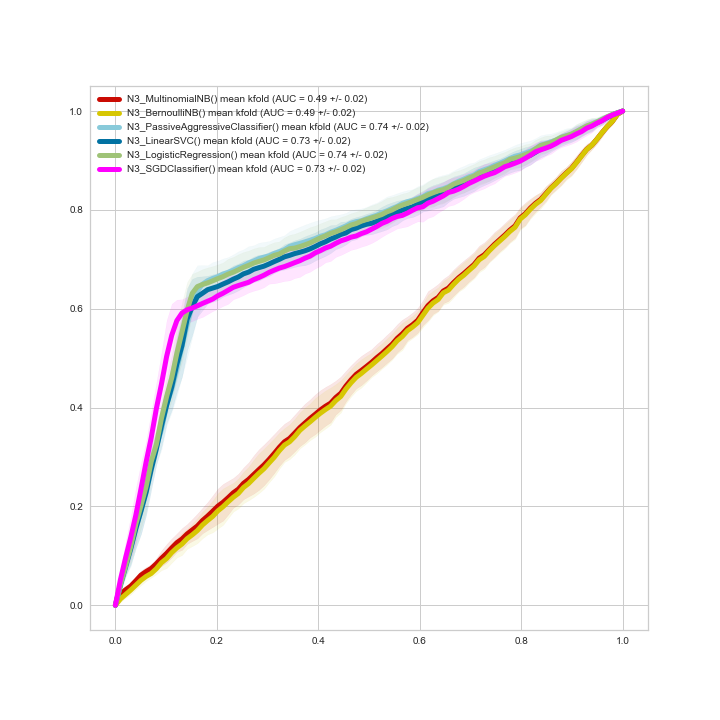 N3_MultinomialNB() mean kfold (AUC = 0.49 +/- 0.02)
N3_BernoulliNB() mean kfold (AUC = 0.49 +/- 0.02)
N3_PassiveAggressiveClassifier() mean kfold (AUC = 0.74 +/- 0.02)
N3_LinearSVC() mean kfold (AUC = 0.73 +/- 0.02)
N3_LogisticRegression() mean kfold (AUC = 0.74 +/- 0.02)
N3_SGDClassifier() mean kfold (AUC = 0.73 +/- 0.02)
1.0
0.8
0.6
0.4
0.2
0.0
0.0 0.2 0.4 0.6 0.8 1.0